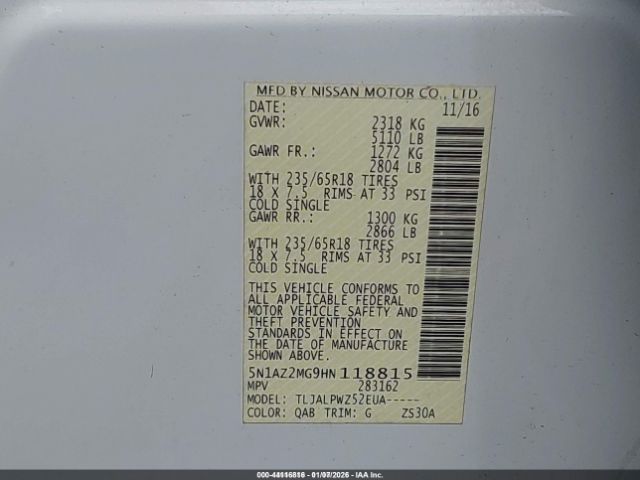 MFD BY NISSAN MOTOR CO., LTD.
DATE: 11/16
GVWR: 2318 KG
5110 LB
GAWR FR.: 1272 KG
2804 LB
WITH 235/65R18 TIRES
18 X 7.5 RIMS AT 33 PSI
COLD SINGLE
GAWR RR.: 1300 KG
2866 LB
WITH 235/65R18 TIRES
18 X 7.5 RIMS AT 33 PSI
COLD SINGLE
THIS VEHICLE CONFORMS TO
ALL APPLICABLE FEDERAL
MOTOR VEHICLE SAFETY AND
THEFT PREVENTION
STANDARDS IN EFFECT ON
THE DATE OF MANUFACTURE
SHOWN ABOVE.
5N1AZ2MG9HN118815
MPV 283162
MODEL: TLJALPWZ52EUA-----
COLOR: QAB TRIM: G ZS30A
000-44116816 - 01/07/2026 - IAA Inc.